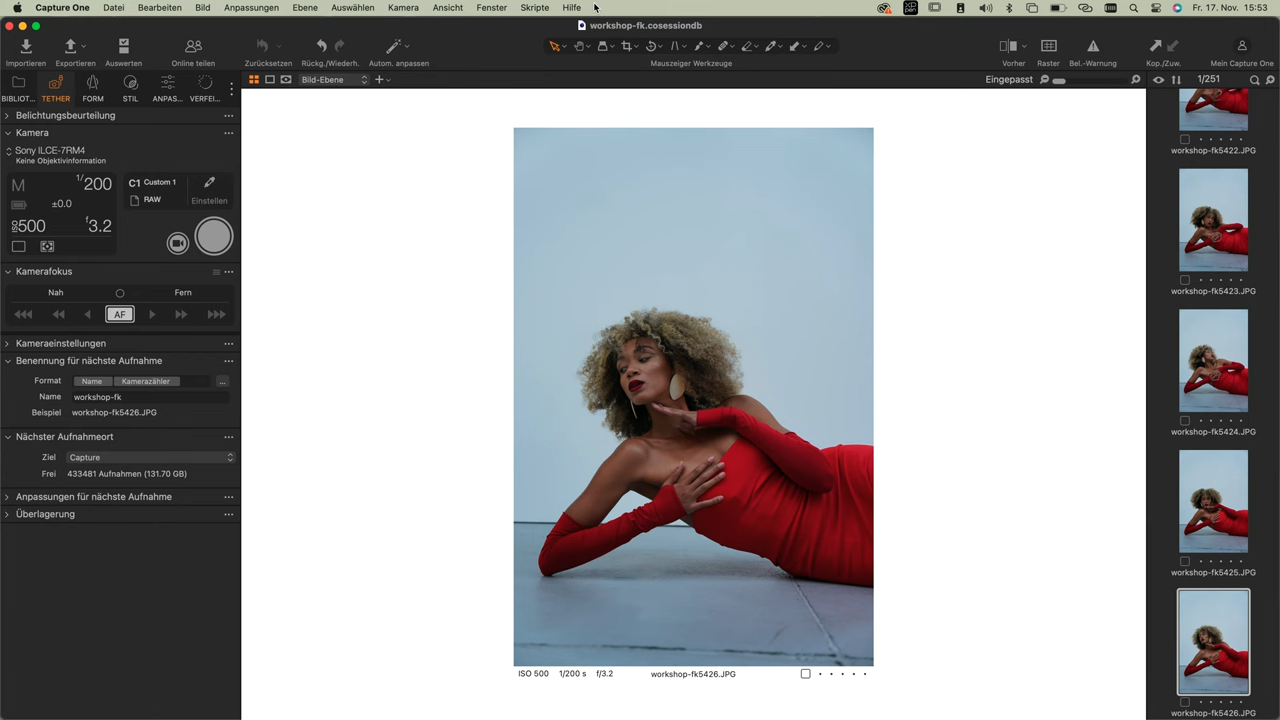 Capture One Datei Bearbeiten Bild Anpassungen Ebene Auswählen Kamera Ansicht Fenster Skripte Hilfe
Fr. 17. Nov. 15:53
workshop-fk.cosessiondb
Importieren Exportieren Auswerten Online teilen Zurücksetzen Rückg./Wiederh. Autom. anpassen Mauszeiger Werkzeuge Vorher Raster Bel.-Warnung Kop./Zuw. Mein Capture One
Bild-Ebene
Eingepasst
1/251
BIBLIOT... TETHER FORM STIL ANPAS... VERFEI...
Belichtungsbeurteilung
Kamera
Sony ILCE-7RM4
Keine Objektivinformation
M 1/200
±0.0
ISO 500 f3.2
C1 Custom 1
RAW
Einstellen
Kamerafokus
Nah Fern
AF
Kameraeinstellungen
Benennung für nächste Aufnahme
Format Name Kamerazähler ...
Name workshop-fk
Beispiel workshop-fk5426.JPG
Nächster Aufnahmeort
Ziel Capture
Frei 433481 Aufnahmen (131.70 GB)
Anpassungen für nächste Aufnahme
Überlagerung
ISO 500 1/200 s f/3.2 workshop-fk5426.JPG
workshop-fk5422.JPG
workshop-fk5423.JPG
workshop-fk5424.JPG
workshop-fk5425.JPG
workshop-fk5426.JPG